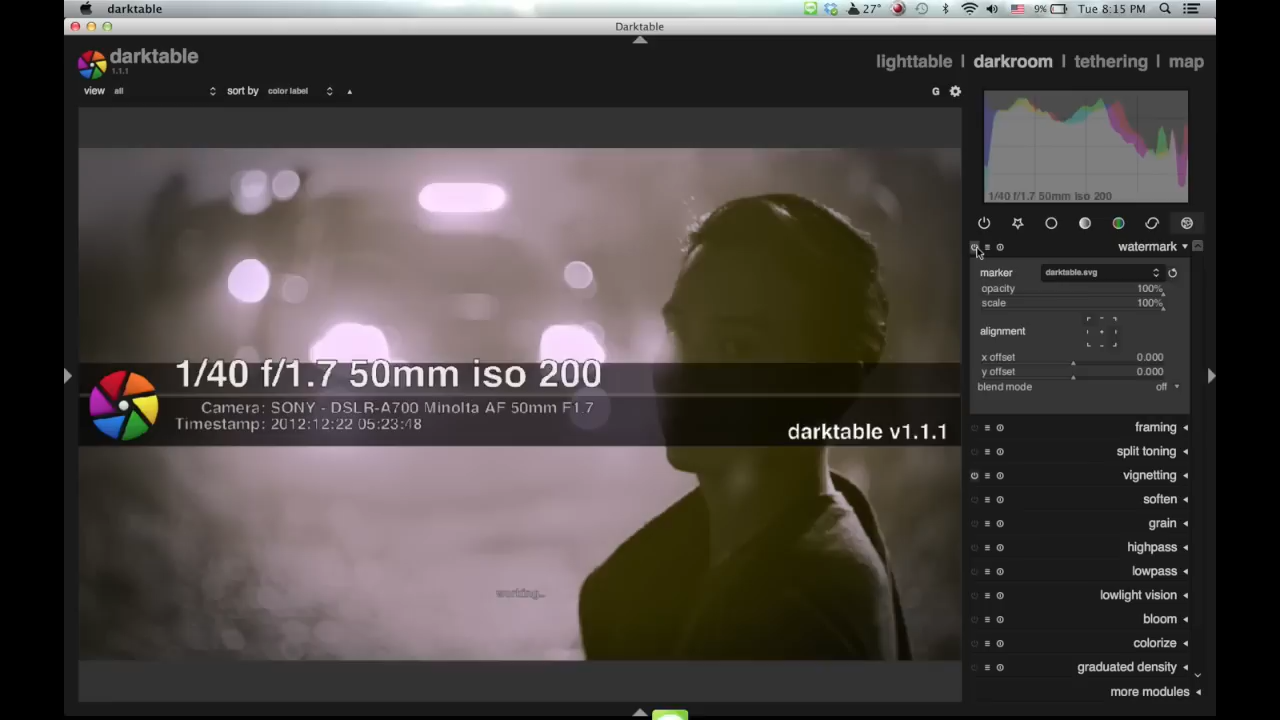 darktable
27°
9%
Tue 8:15 PM
Darktable
darktable
1.1.1
lighttable | darkroom | tethering | map
view all sort by color label
G
1/40 f/1.7 50mm iso 200
watermark
marker darktable.svg
opacity 100%
scale 100%
alignment
x offset 0.000
y offset 0.000
blend mode off
1/40 f/1.7 50mm iso 200
Camera: SONY - DSLR-A700 Minolta AF 50mm F1.7
Timestamp: 2012:12:22 05:23:48
darktable v1.1.1
working...
framing
split toning
vignetting
soften
grain
highpass
lowpass
lowlight vision
bloom
colorize
graduated density
more modules